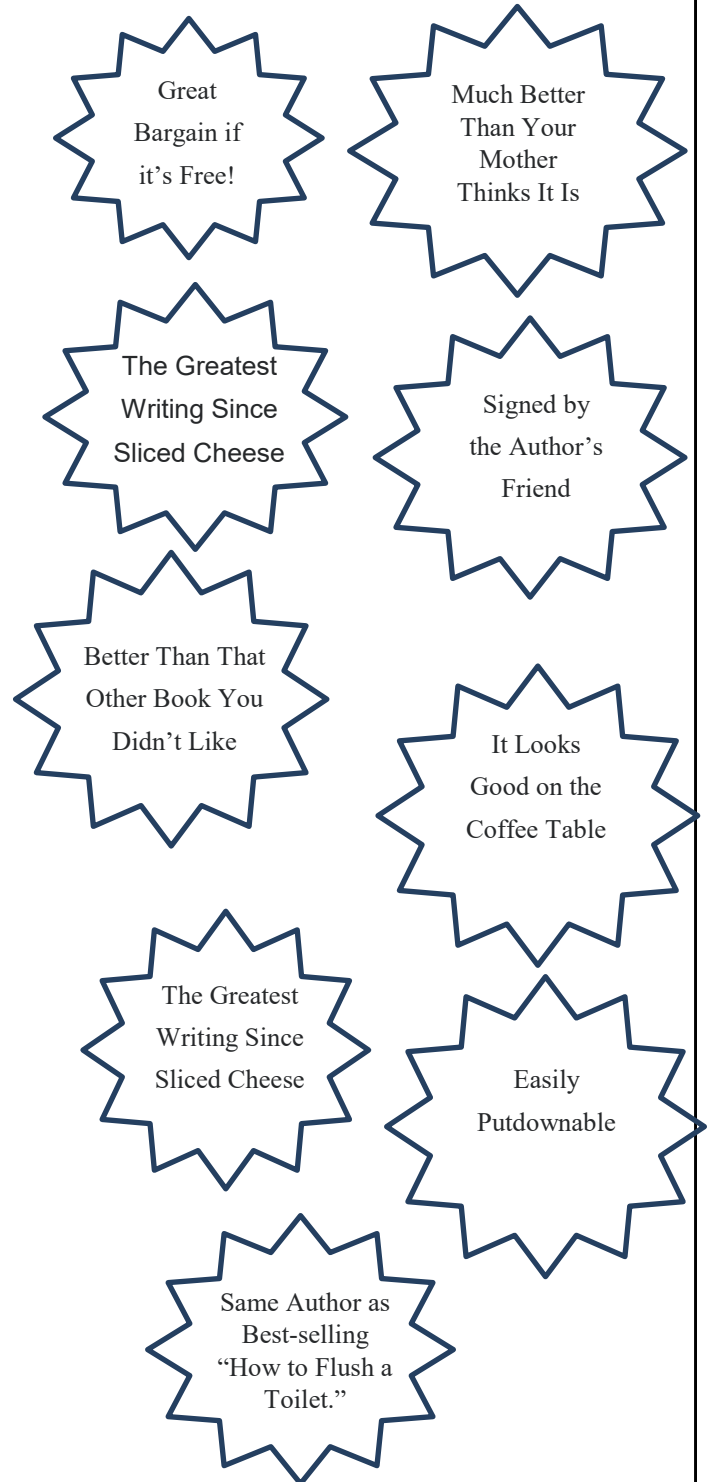 Great
Bargain if
it’s Free!
Much Better
Than Your
Mother
Thinks It Is
The Greatest
Writing Since
Sliced Cheese
Signed by
the Author’s
Friend
Better Than That
Other Book You
Didn’t Like
It Looks
Good on the
Coffee Table
The Greatest
Writing Since
Sliced Cheese
Easily
Putdownable
Same Author as
Best-selling
“How to Flush a
Toilet.”